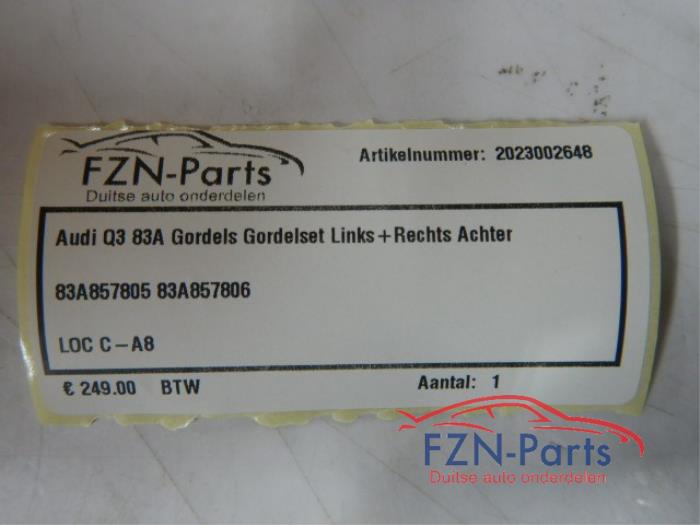 FZN-Parts
Duitse auto onderdelen
Artikelnummer: 2023002648
Audi Q3 83A Gordels Gordelset Links+Rechts Achter
83A857805 83A857806
LOC C-A8
€ 249.00 BTW
Aantal: 1
FZN-Parts
Duitse auto onderdelen